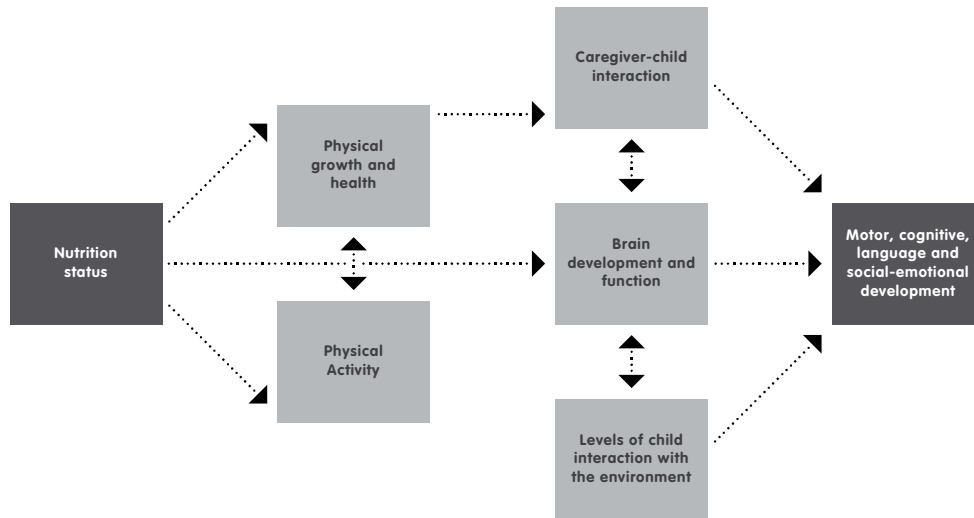 Nutrition
status
Physical
growth and
health
Physical
Activity
Caregiver-child
interaction
Brain
development and
function
Levels of child
interaction with
the environment
Motor, cognitive,
language and
social-emotional
development